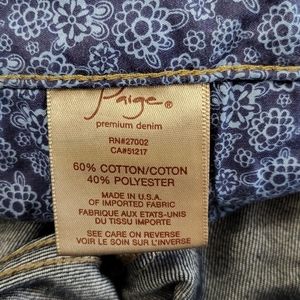 Paige®
premium denim
RN#27002
CA#51217
60% COTTON/COTON
40% POLYESTER
MADE IN U.S.A.
OF IMPORTED FABRIC
FABRIQUE AUX ETATS-UNIS
DU TISSU IMPORTE
SEE CARE ON REVERSE
VOIR LE SOIN SUR L'INVERSE